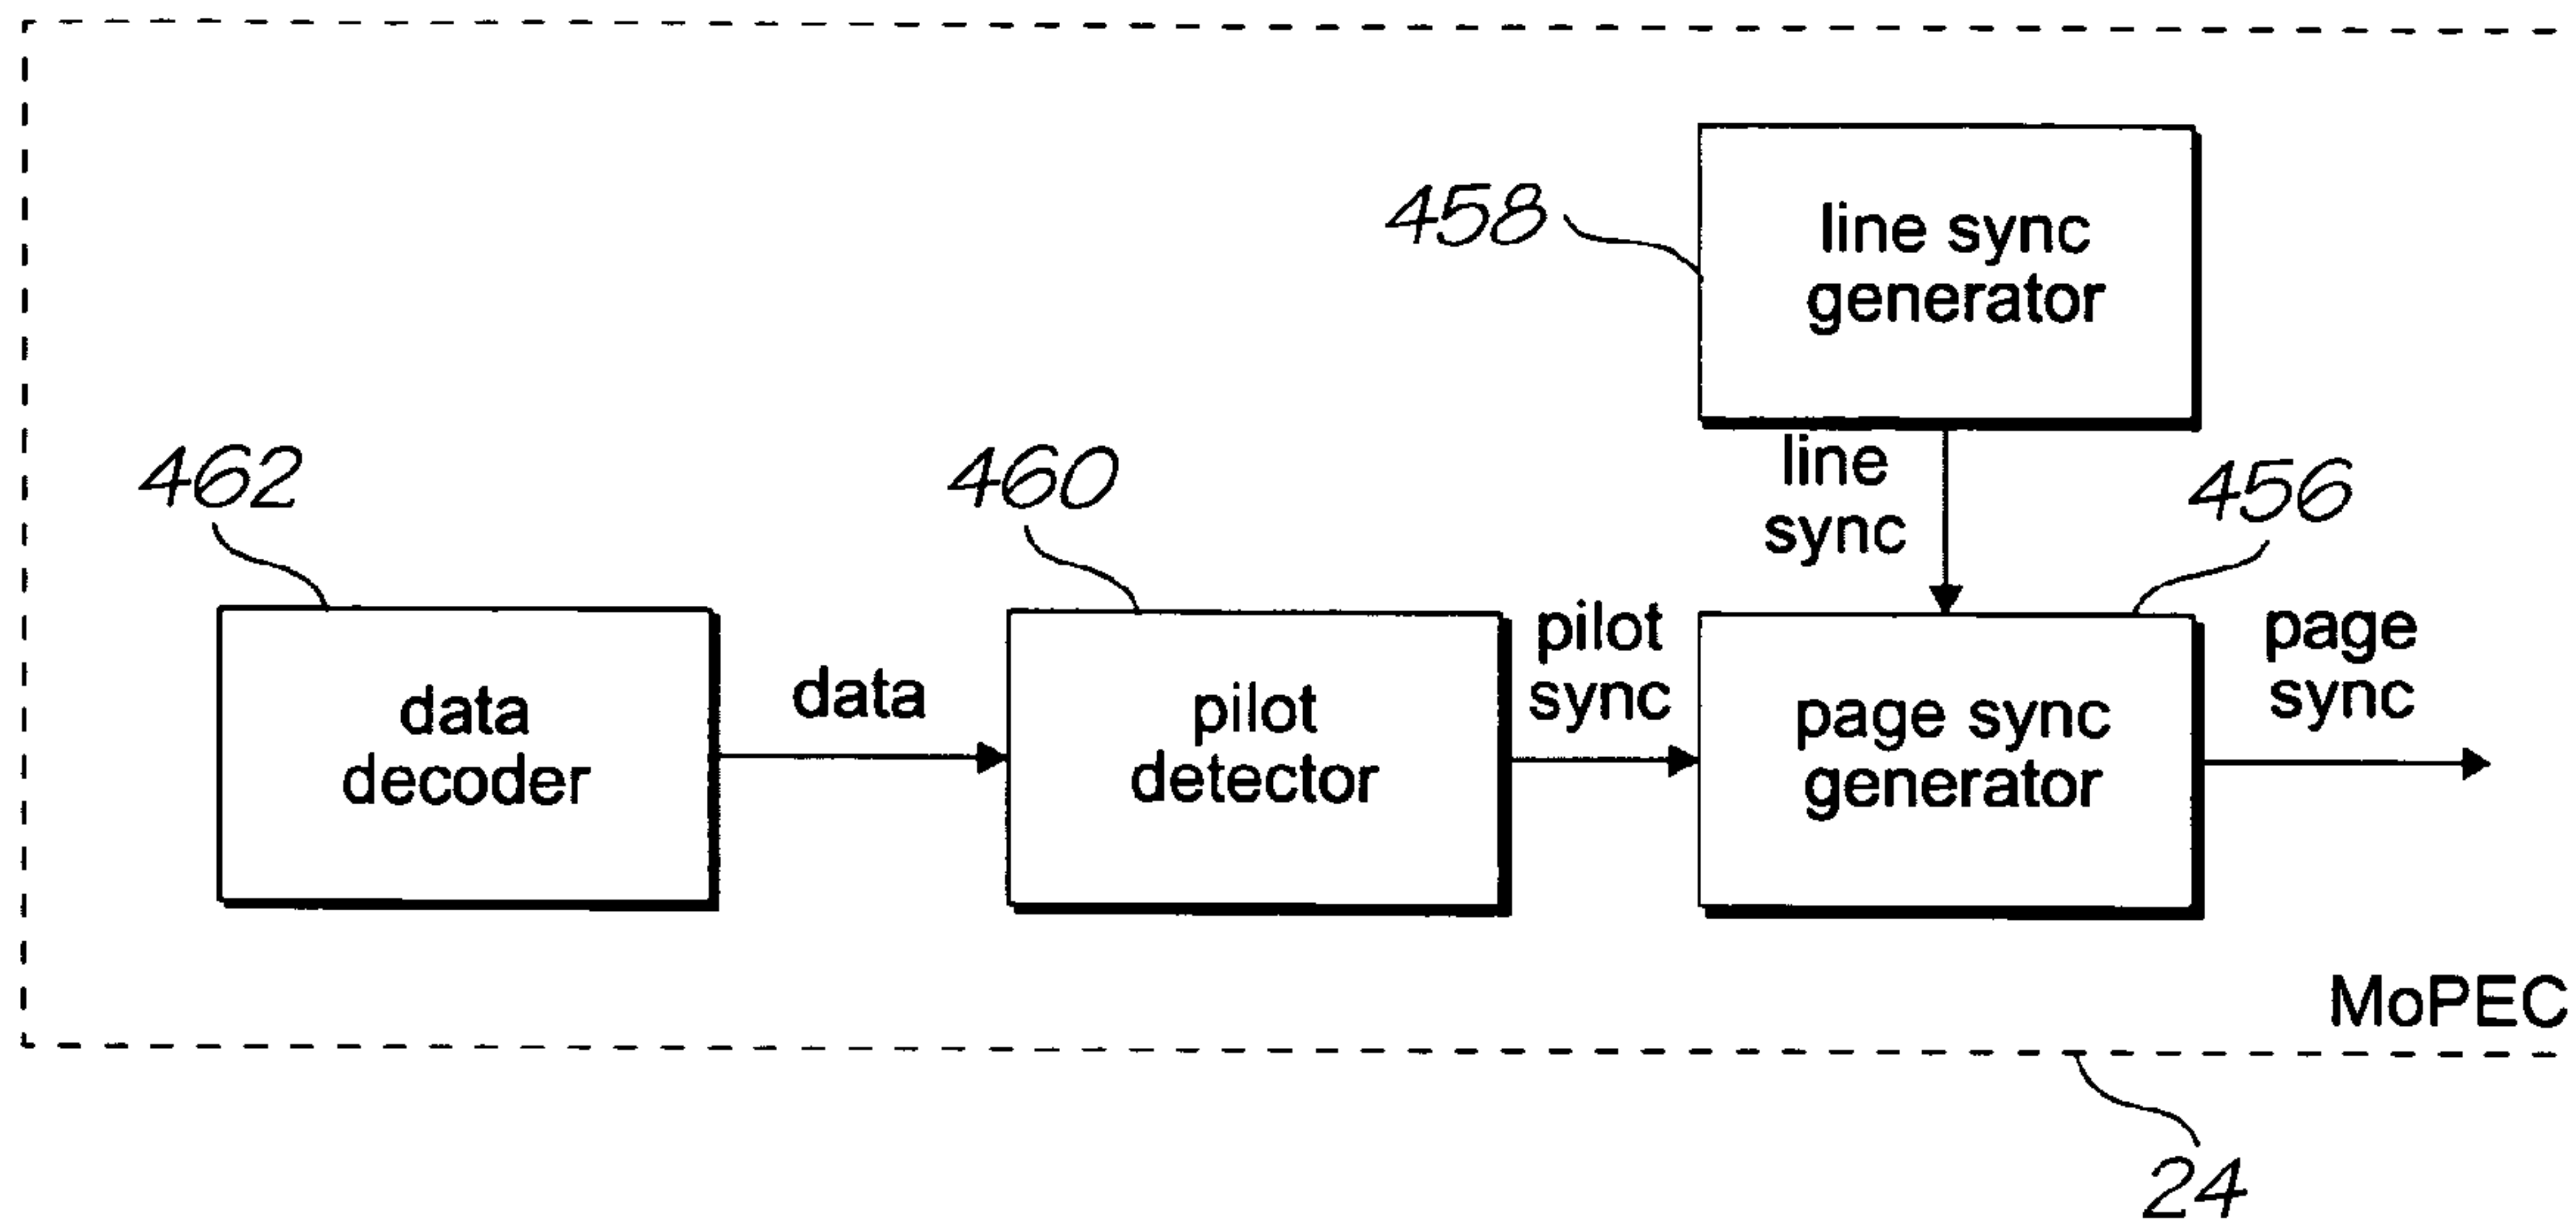 458
line sync
generator
line
sync
462
460
456
data
decoder
data
pilot
detector
pilot
sync
page sync
generator
page
sync
MoPEC
24